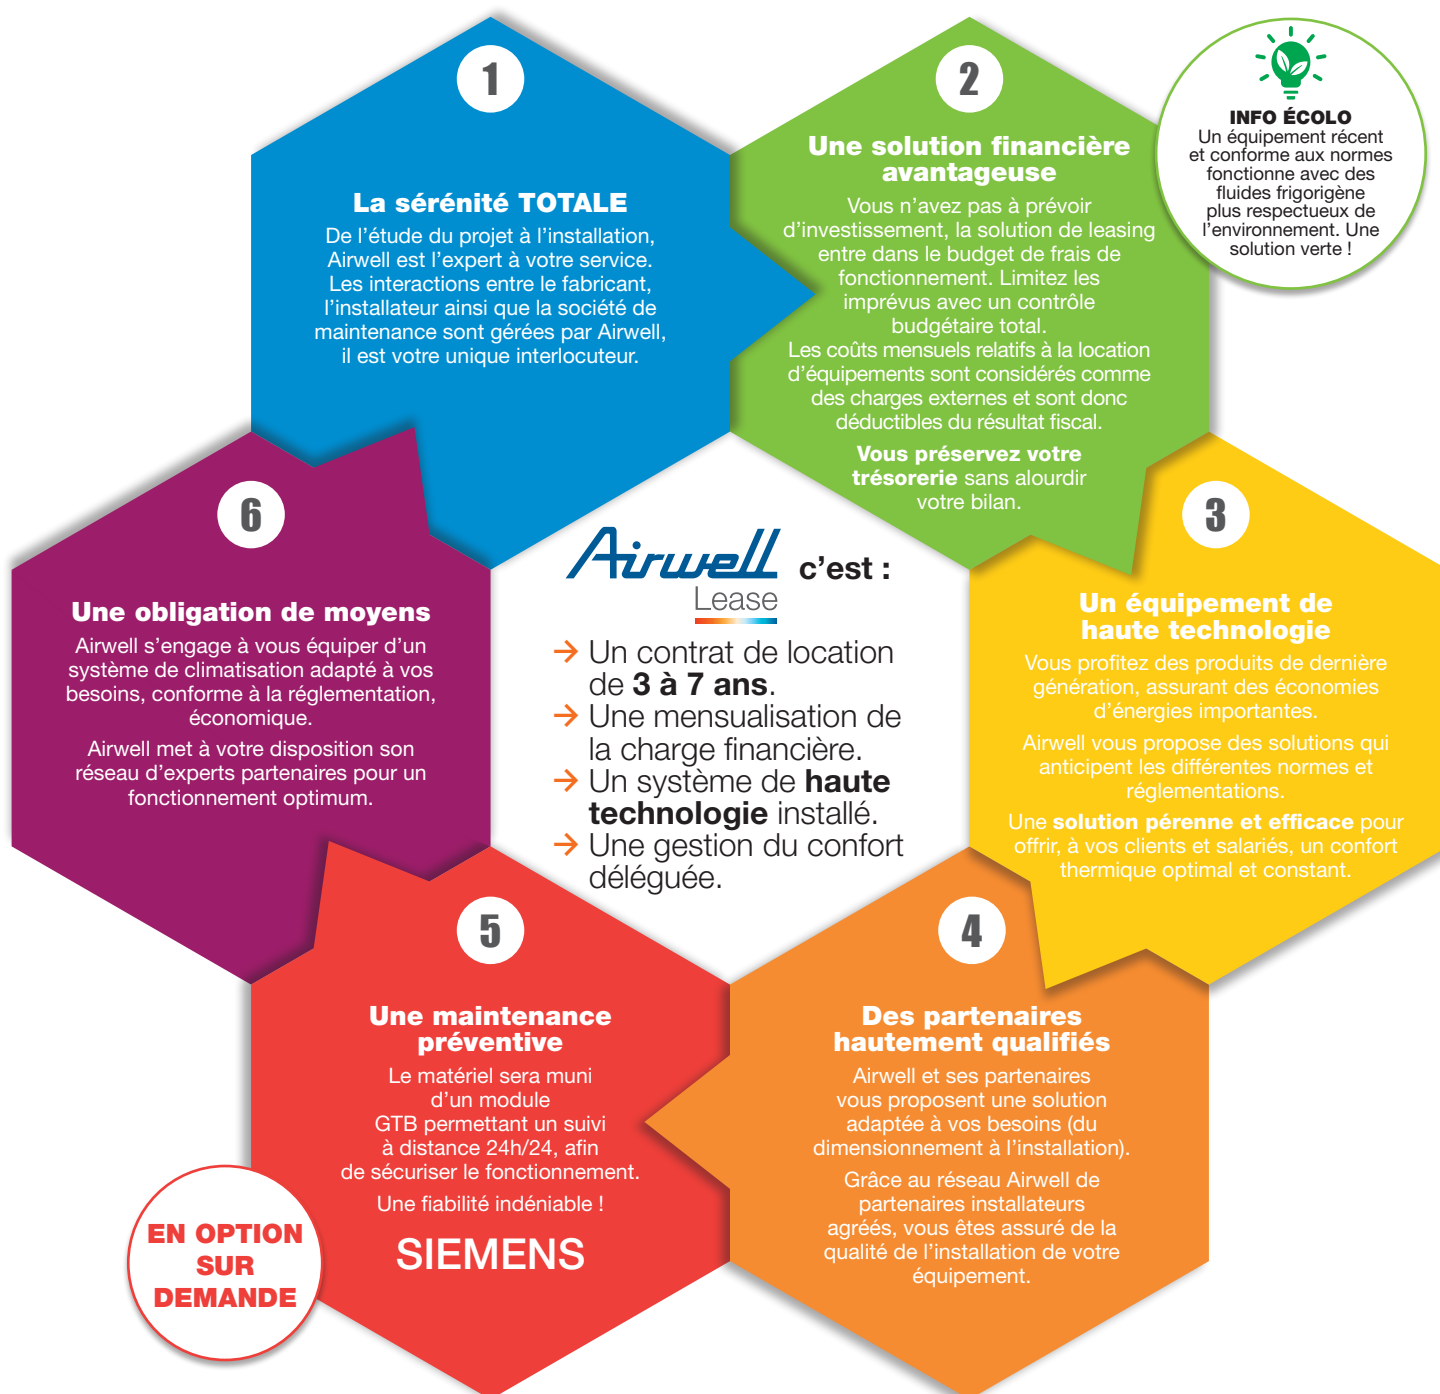 1
La sérénité TOTALE
De l’étude du projet à l’installation,
Airwell est l’expert à votre service.
Les interactions entre le fabricant,
l’installateur ainsi que la société de
maintenance sont gérées par Airwell,
il est votre unique interlocuteur.
2
Une solution financière
avantageuse
Vous n’avez pas à prévoir
d’investissement, la solution de leasing
entre dans le budget de frais de
fonctionnement. Limitez les
imprévus avec un contrôle
budgétaire total.
Les coûts mensuels relatifs à la location
d’équipements sont considérés comme
des charges externes et sont donc
déductibles du résultat fiscal.
Vous préservez votre
trésorerie sans alourdir
votre bilan.
INFO ÉCOLO
Un équipement récent
et conforme aux normes
fonctionne avec des
fluides frigorigène
plus respectueux de
l’environnement. Une
solution verte !
3
Un équipement de
haute technologie
Vous profitez des produits de dernière
génération, assurant des économies
d’énergies importantes.
Airwell vous propose des solutions qui
anticipent les différentes normes et
réglementations.
Une solution pérenne et efficace pour
offrir, à vos clients et salariés, un confort
thermique optimal et constant.
4
Des partenaires
hautement qualifiés
Airwell et ses partenaires
vous proposent une solution
adaptée à vos besoins (du
dimensionnement à l’installation).
Grâce au réseau Airwell de
partenaires installateurs
agréés, vous êtes assuré de la
qualité de l’installation de votre
équipement.
5
Une maintenance
préventive
Le matériel sera muni
d’un module
GTB permettant un suivi
à distance 24h/24, afin
de sécuriser le fonctionnement.
Une fiabilité indéniable !
SIEMENS
EN OPTION
SUR
DEMANDE
6
Une obligation de moyens
Airwell s’engage à vous équiper d’un
système de climatisation adapté à vos
besoins, conforme à la réglementation,
économique.
Airwell met à votre disposition son
réseau d’experts partenaires pour un
fonctionnement optimum.
Airwell c’est :
Lease
→ Un contrat de location
de 3 à 7 ans.
→ Une mensualisation de
la charge financière.
→ Un système de haute
technologie installé.
→ Une gestion du confort
déléguée.